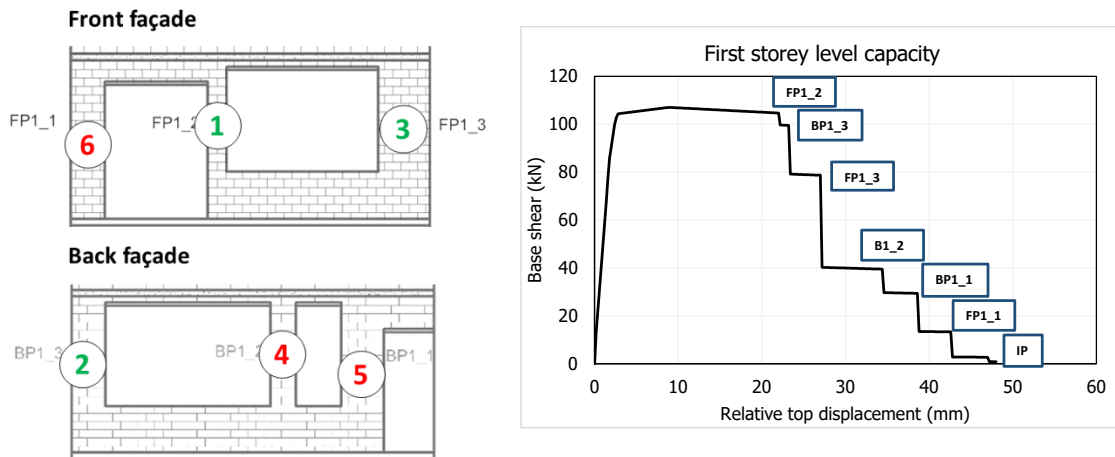 Front façade
FP1_1
FP1_2
FP1_3
6
1
3
Back façade
BP1_3
BP1_2
BP1_1
2
4
5
First storey level capacity
Base shear (kN)
120
100
80
60
40
20
0
FP1_2
BP1_3
FP1_3
B1_2
BP1_1
FP1_1
IP
0 10 20 30 40 50 60
Relative top displacement (mm)